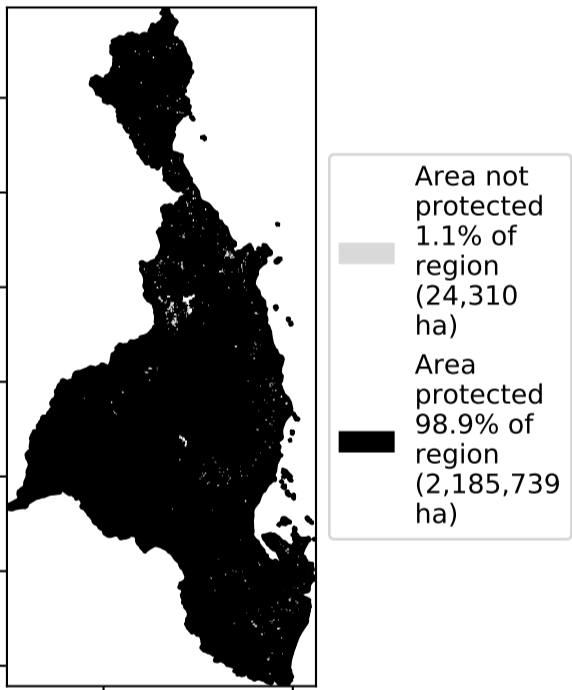 Area not
protected
1.1% of
region
(24,310
ha)
Area
protected
98.9% of
region
(2,185,739
ha)